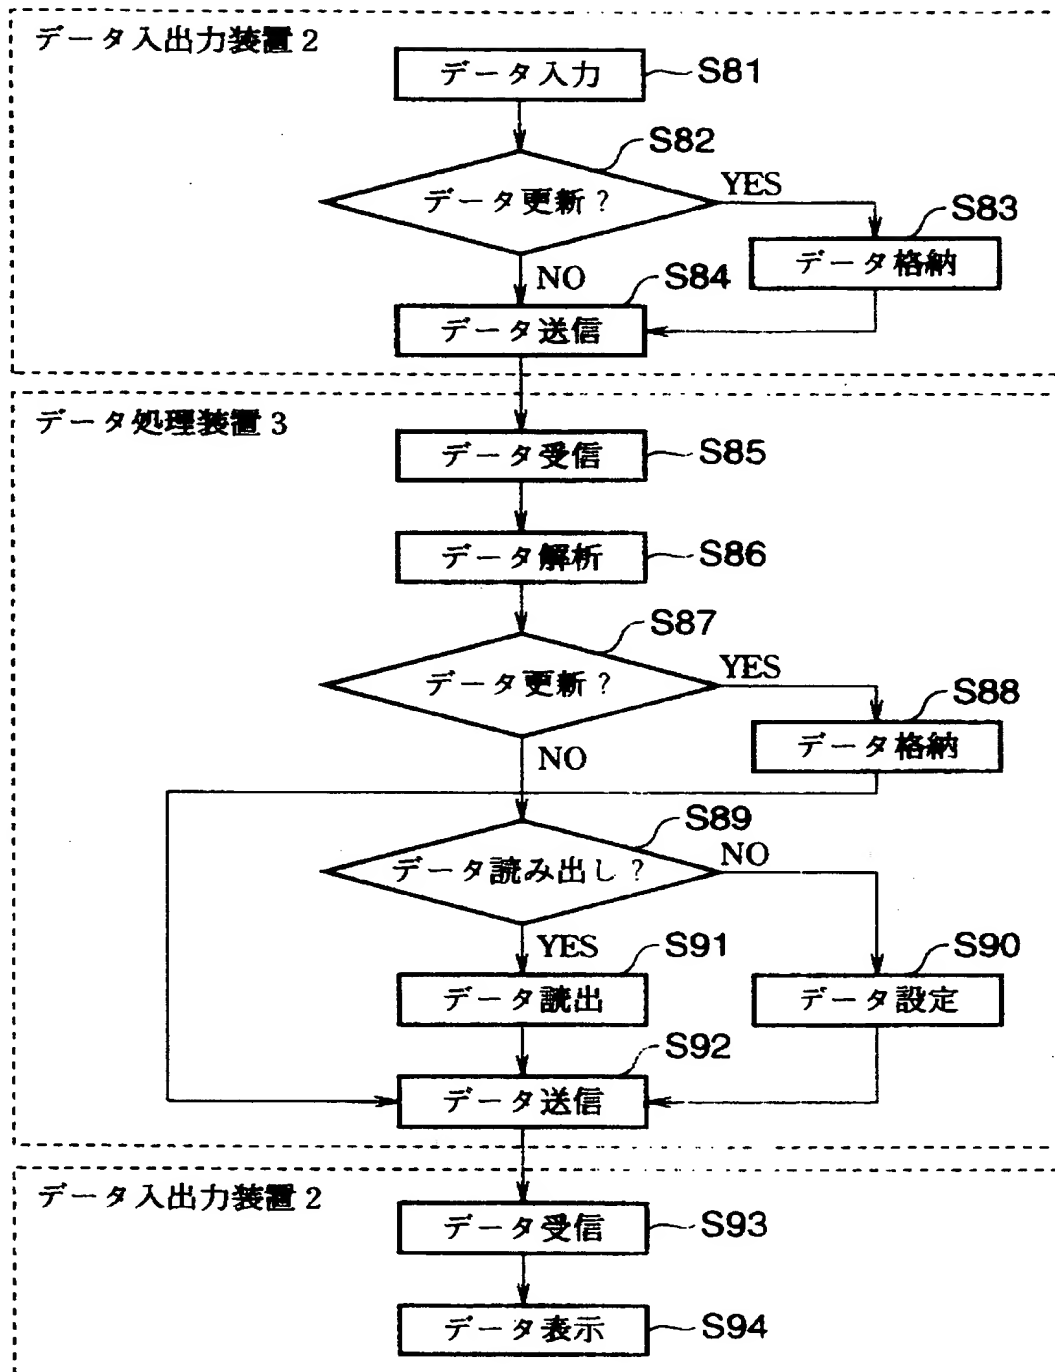 データ入出力装置2
データ入力
S81
S82
データ更新?
YES
S83
データ格納
NO
S84
データ送信
データ処理装置3
データ受信
S85
データ解析
S86
S87
データ更新?
YES
S88
データ格納
NO
S89
データ読み出し?
NO
YES
S91
S90
データ読出
データ設定
S92
データ送信
データ入出力装置2
データ受信
S93
データ表示
S94